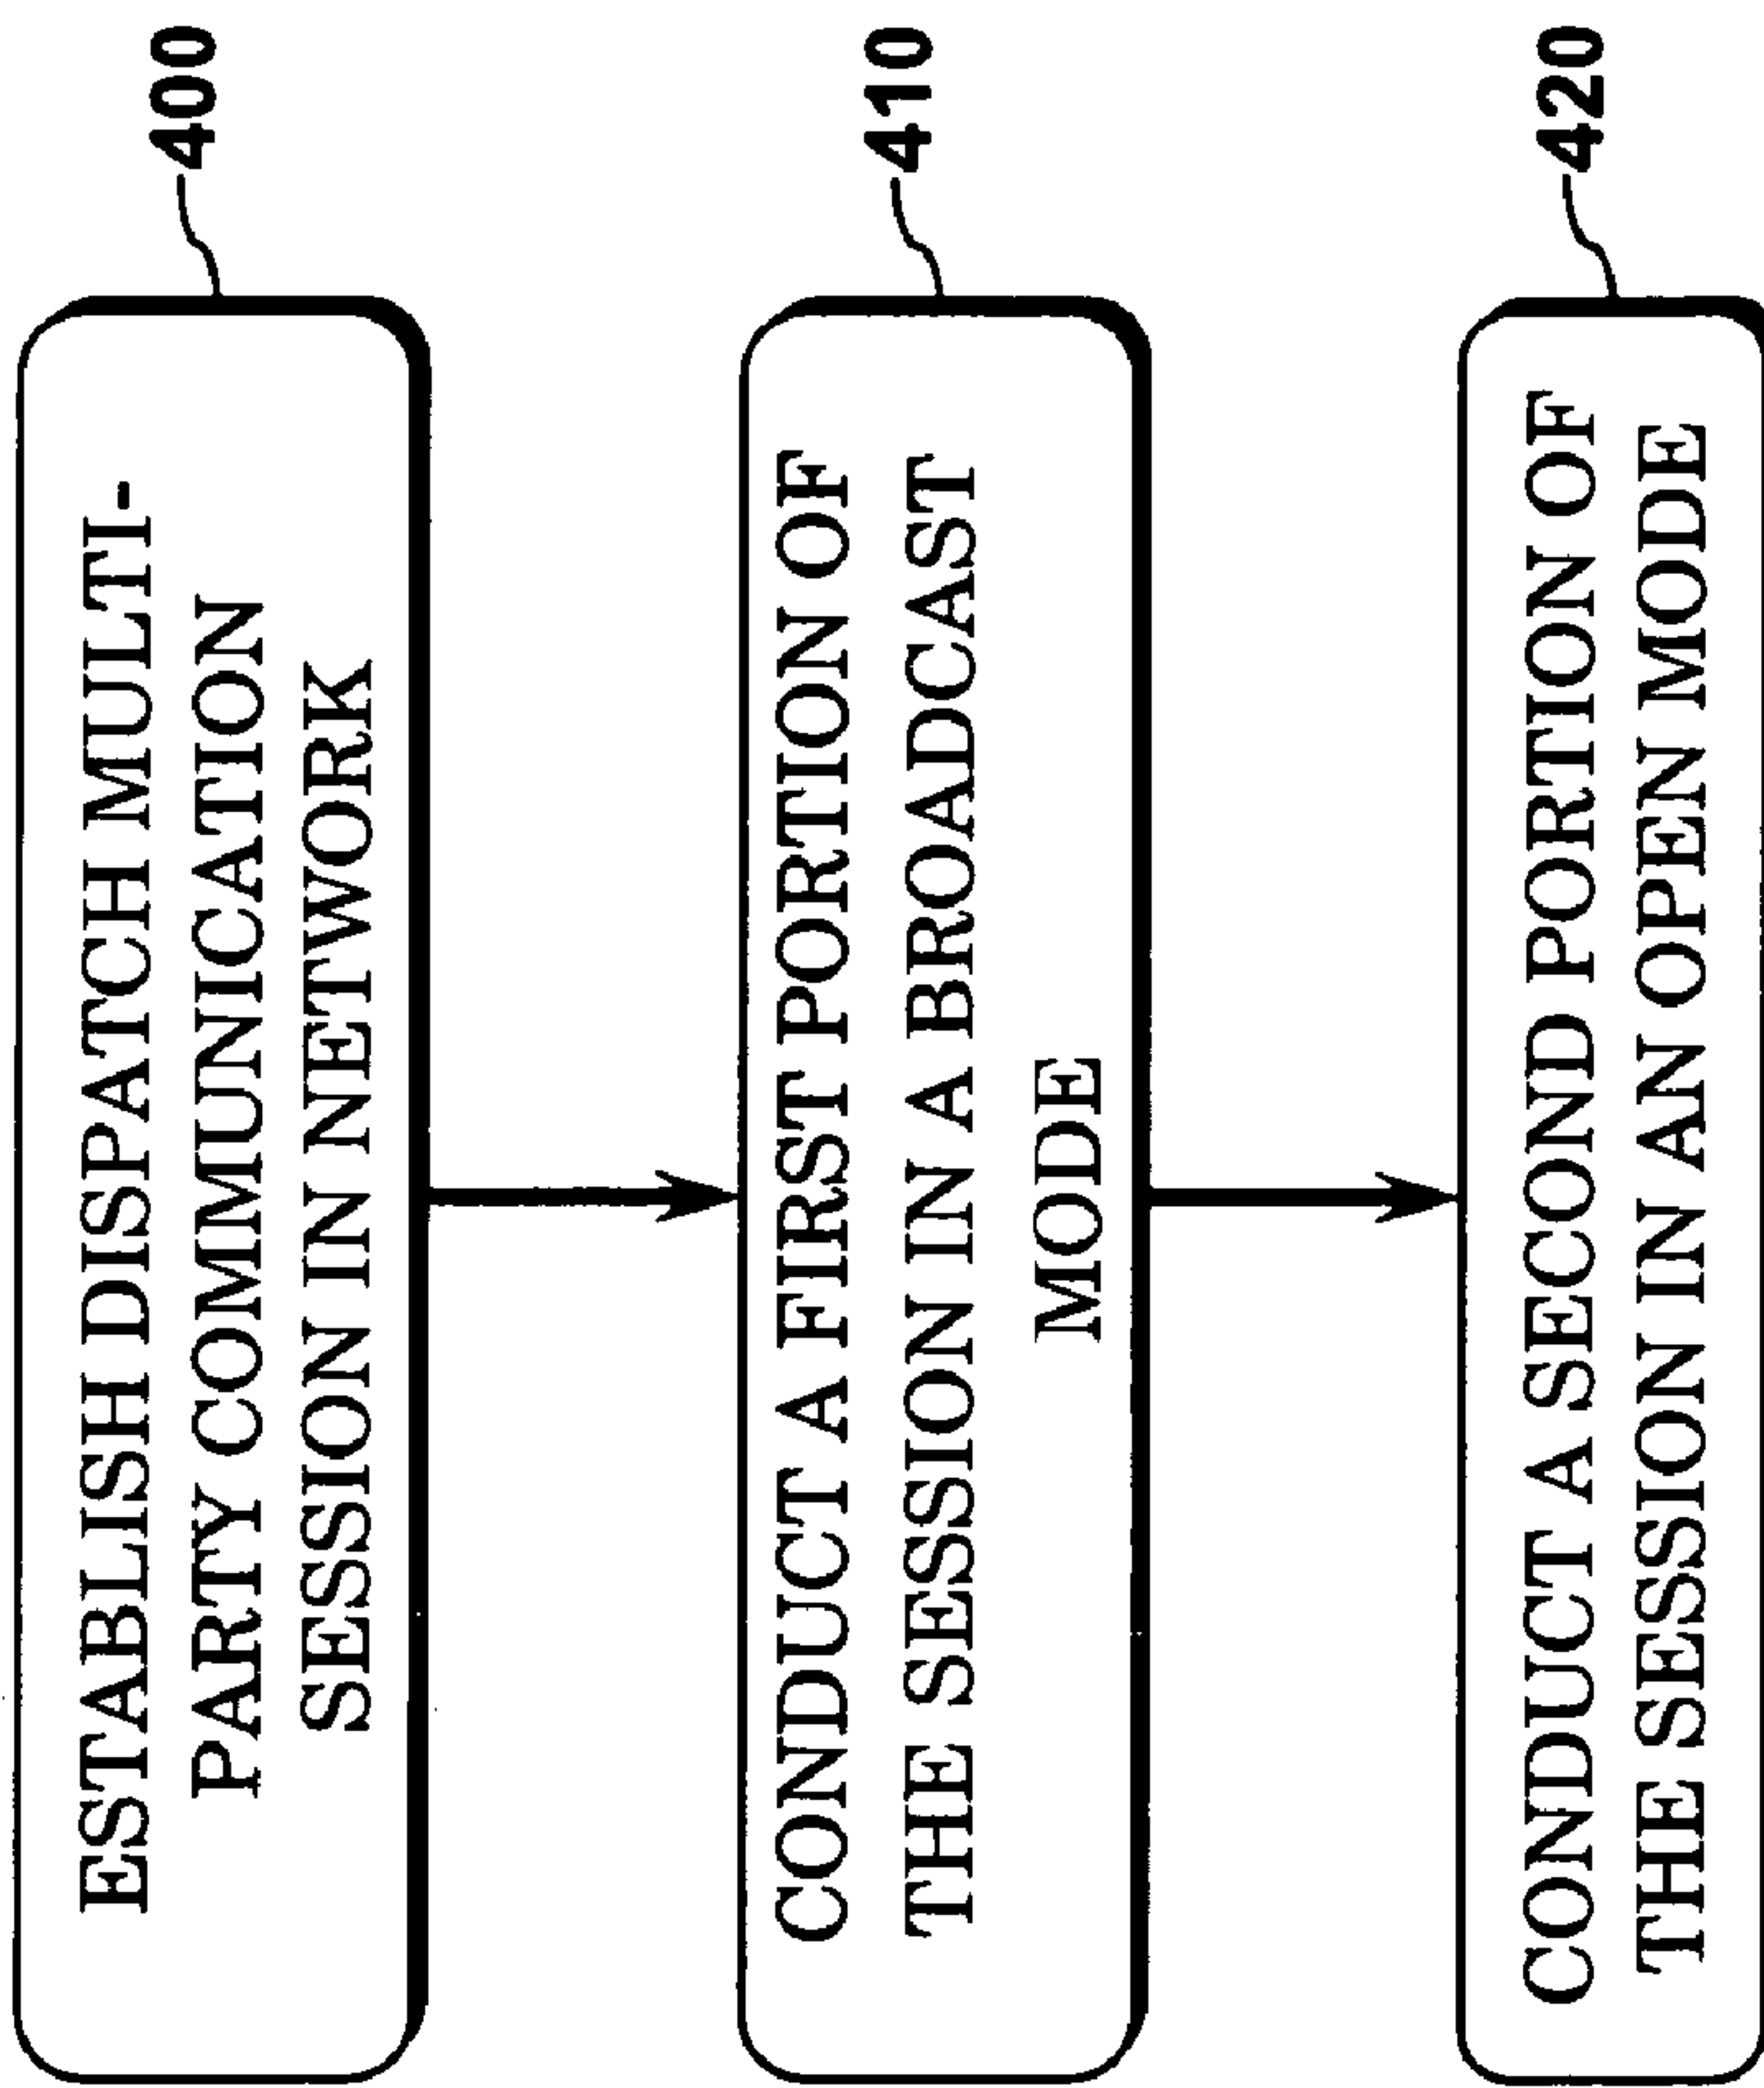 ESTABLISH DISPATCH MULTI-
PARTY COMMUNICATION
SESSION IN NETWORK
400
CONDUCT A FIRST PORTION OF
THE SESSION IN A BROADCAST
MODE
410
CONDUCT A SECOND PORTION OF
THE SESSION IN AN OPEN MODE
420